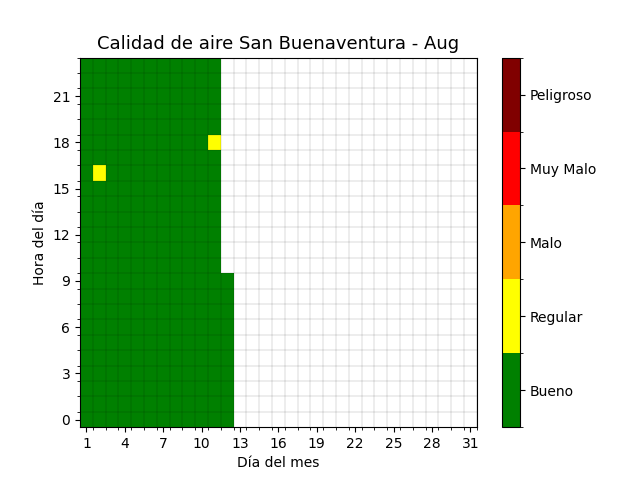 Calidad de aire San Buenaventura - Aug
Hora del día
21
18
15
12
9
6
3
0
1 4 7 10 13 16 19 22 25 28 31
Día del mes
Peligroso
Muy Malo
Malo
Regular
Bueno